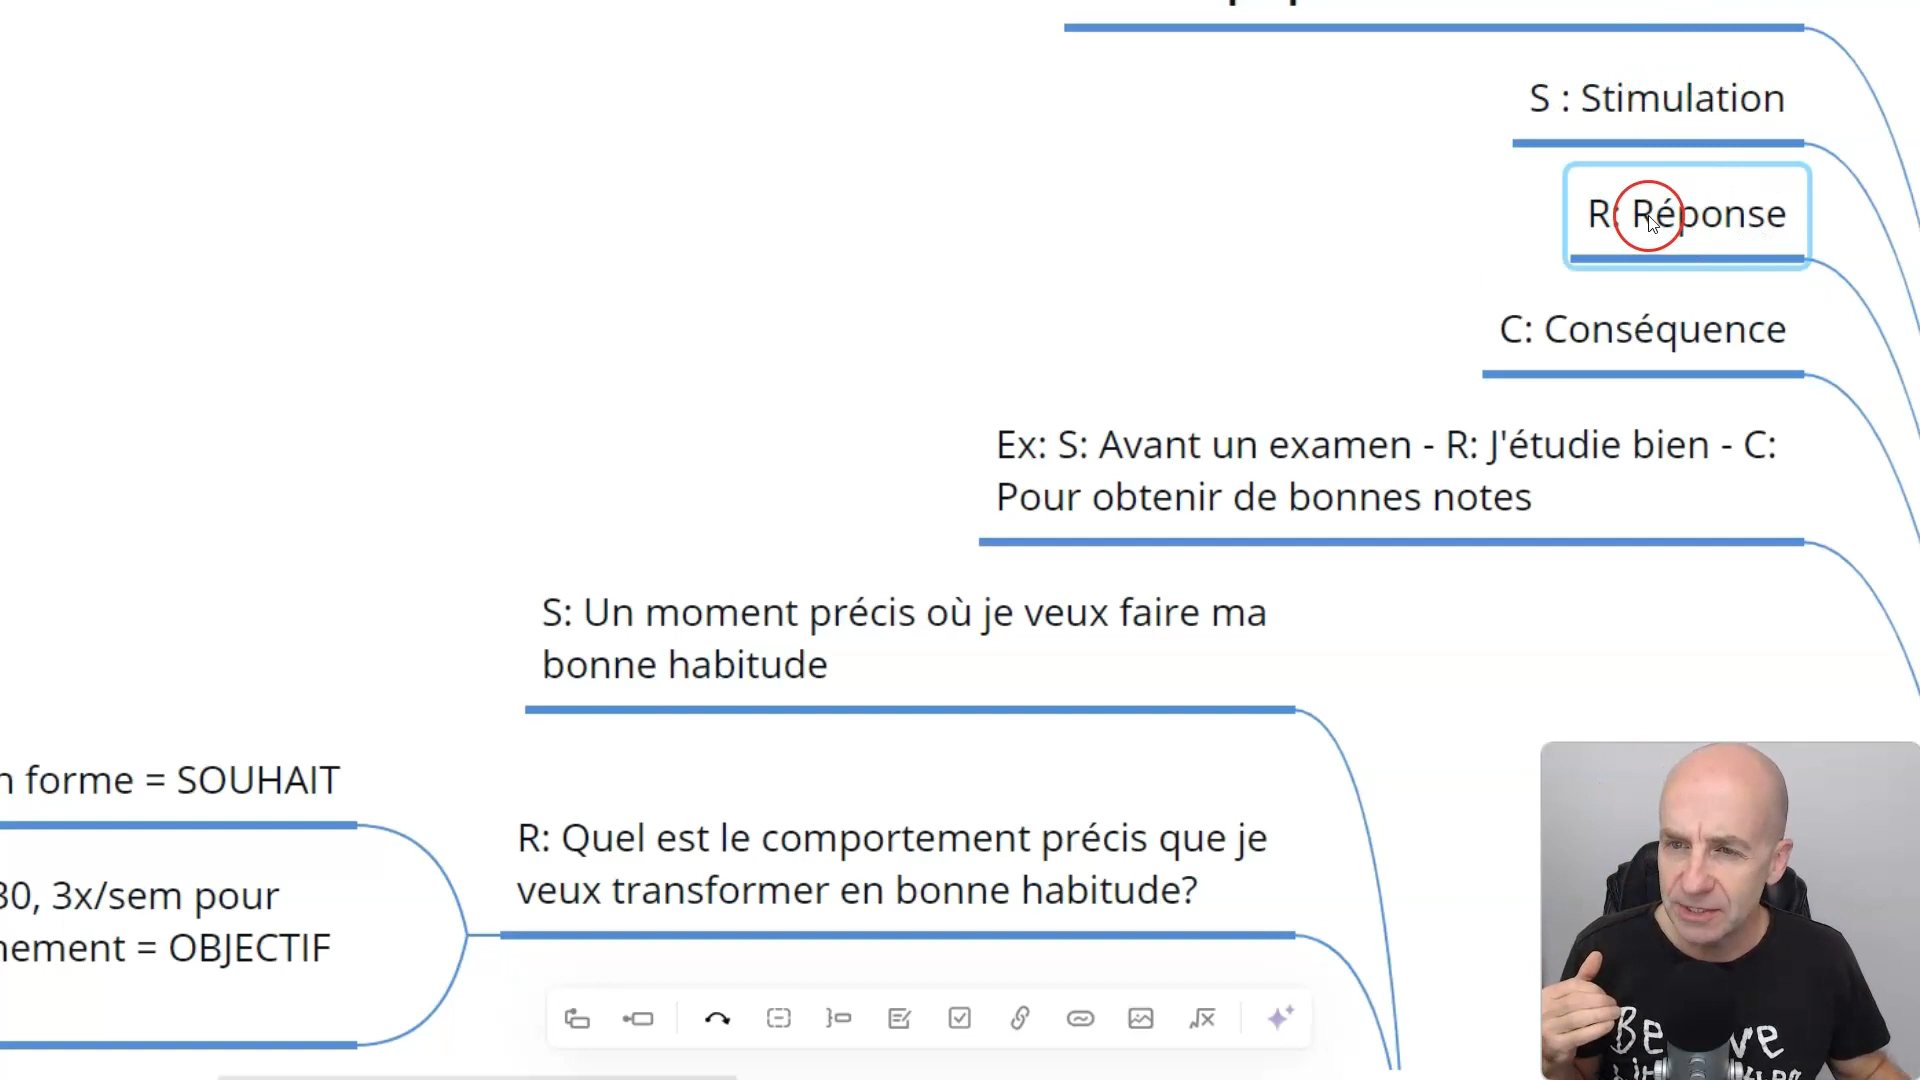 S : Stimulation
R: Réponse
C: Conséquence
Ex: S: Avant un examen - R: J'étudie bien - C:
Pour obtenir de bonnes notes
S: Un moment précis où je veux faire ma
bonne habitude
forme = SOUHAIT
R: Quel est le comportement précis que je
veux transformer en bonne habitude?
30, 3x/sem pour
= OBJECTIF